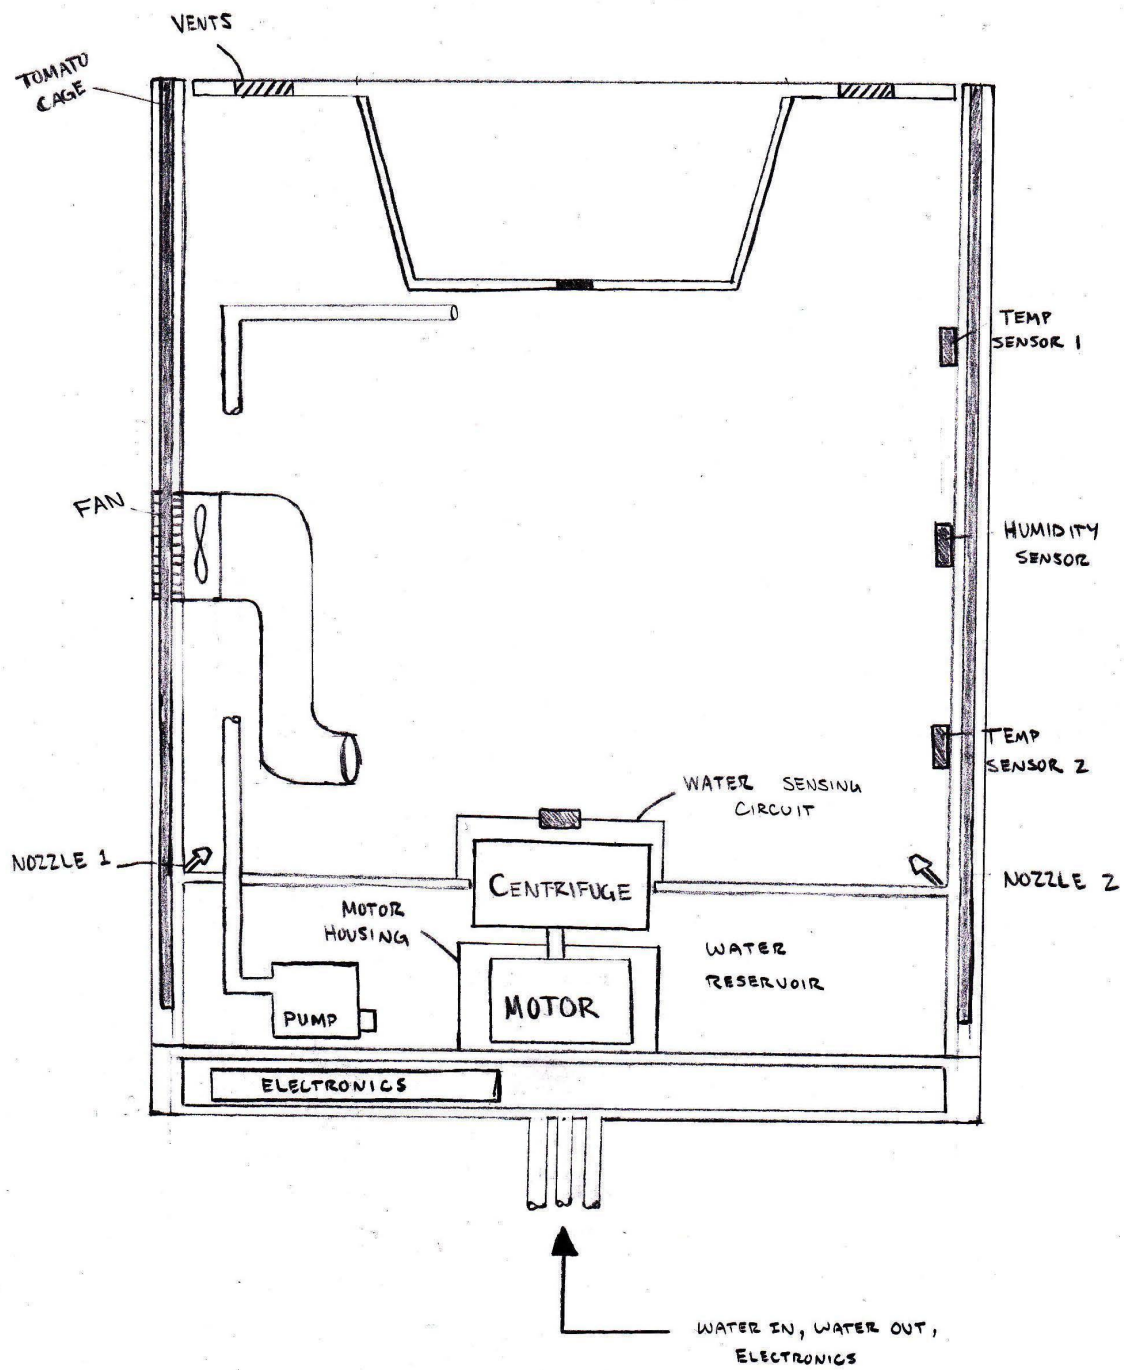 VENTS
TOMATO
CAGE
TEMP
SENSOR 1
FAN
HUMIDITY
SENSOR
TEMP
SENSOR 2
WATER SENSING
CIRCUIT
NOZZLE 1
CENTRIFUGE
NOZZLE 2
MOTOR
HOUSING
WATER
RESERVOIR
MOTOR
PUMP
ELECTRONICS
WATER IN, WATER OUT,
ELECTRONICS